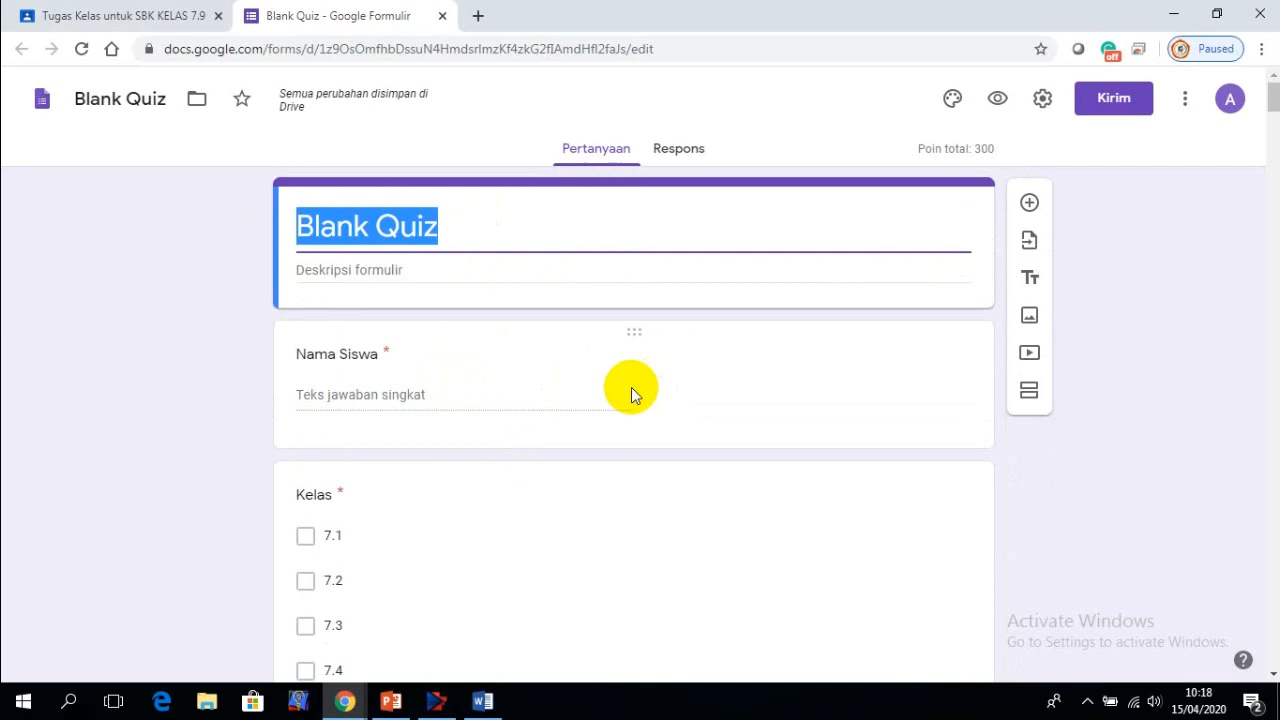 Tugas Kelas untuk SBK KELAS 7.9
Blank Quiz - Google Formulir
docs.google.com/forms/d/1z9OsOmfhbDssuN4HmdsrImzKf4zkG2fIAmdHfl2faJs/edit
off
Paused
Blank Quiz
Semua perubahan disimpan di
Drive
Kirim
A
Pertanyaan
Respons
Poin total: 300
Blank Quiz
Deskripsi formulir
Nama Siswa *
Teks jawaban singkat
Kelas *
7.1
7.2
7.3
7.4
Activate Windows
Go to Settings to activate Windows.
10:18
15/04/2020
2